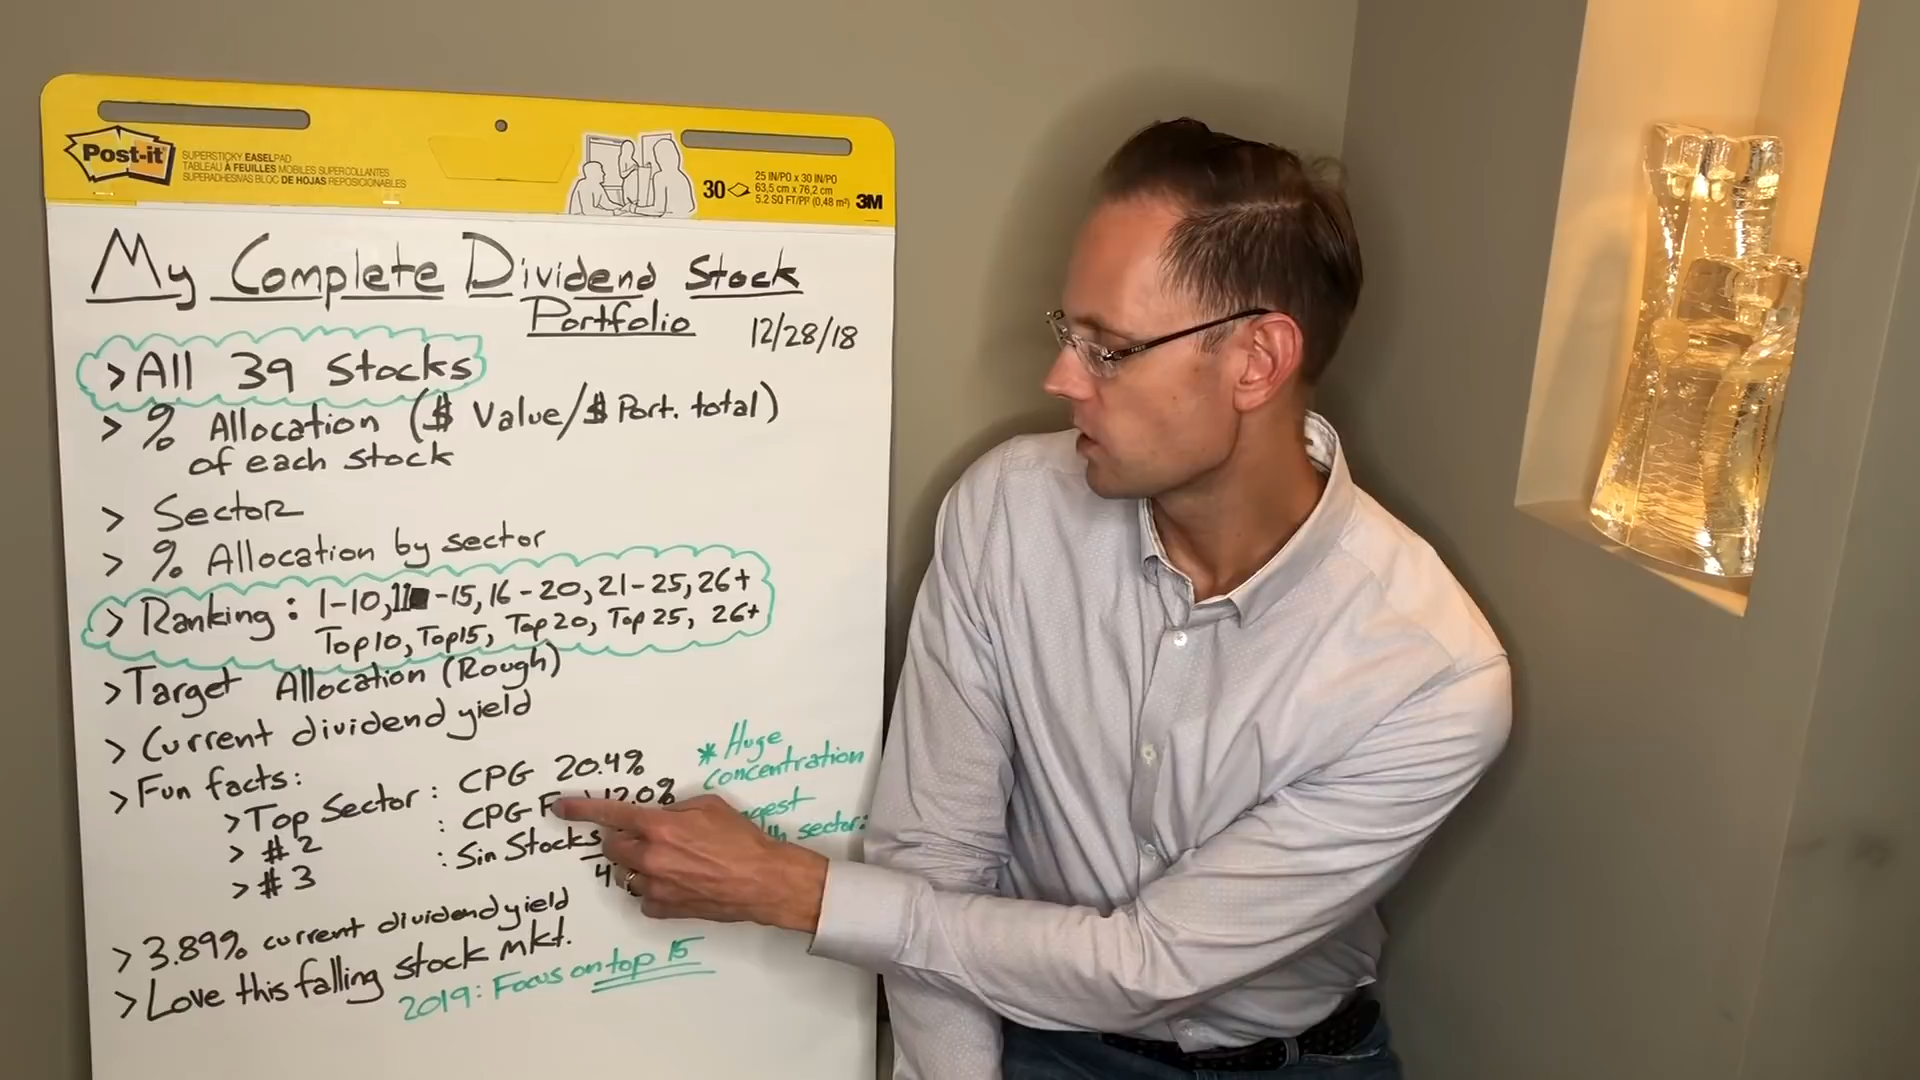 Post-it
SUPERSTICKY EASEL PAD
TABLEAU À FEUILLES MOBILES SUPERCOLLANTES
SUPERADHESIVAS BLOC DE HOJAS REPOSICIONABLES
30
25 IN/PO x 30 IN/PO
63,5 cm x 76,2 cm
5.2 SQ FT/PI² (0,48 m²)
3M
My Complete Dividend Stock
Portfolio
12/28/18
> All 39 Stocks
> % Allocation ($ Value/$ Port. total)
of each stock
> Sector
> % Allocation by sector
> Ranking: 1-10, 11-15, 16-20, 21-25, 26+
Top 10, Top 15, Top 20, Top 25, 26+
> Target Allocation (Rough)
> Current dividend yield
> Fun facts:
> Top Sector: CPG 20.4%
> #2 : CPG 12.0%
> #3 : Sin Stocks
* Huge
concentration
sector:
> 3.89% current dividend yield
> Love this falling stock mkt.
2019: Focus on top 15